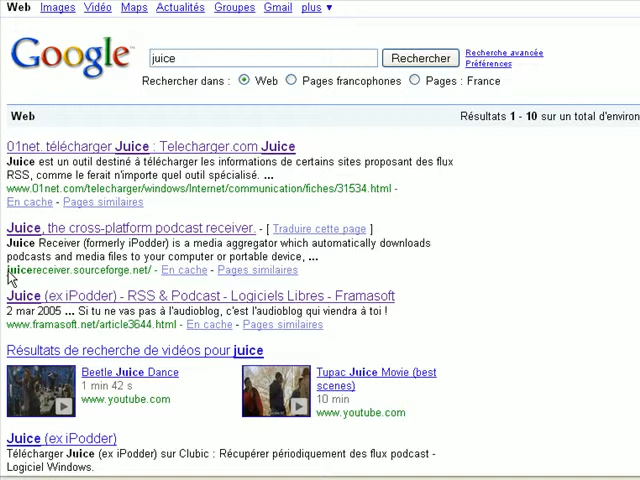 Web Images Vidéo Maps Actualités Groupes Gmail plus ▼
Google juice Rechercher Recherche avancée
Préférences
Rechercher dans : Web Pages francophones Pages : France
Web Résultats 1 - 10 sur un total d'environ
01net. télécharger Juice : Telecharger.com Juice
Juice est un outil destiné à télécharger les informations de certains sites proposant des flux
RSS, comme le ferait n'importe quel outil spécialisé. ...
www.01net.com/telecharger/windows/Internet/communication/fiches/31534.html -
En cache - Pages similaires
Juice, the cross-platform podcast receiver. - [ Traduire cette page ]
Juice Receiver (formerly iPodder) is a media aggregator which automatically downloads
podcasts and media files to your computer or portable device, ...
juicereceiver.sourceforge.net/ - En cache - Pages similaires
Juice (ex iPodder) - RSS & Podcast - Logiciels Libres - Framasoft
2 mar 2005 ... Si tu ne vas pas à l'audioblog, c'est l'audioblog qui viendra à toi !
www.framasoft.net/article3644.html - En cache - Pages similaires
Résultats de recherche de vidéos pour juice
Beetle Juice Dance
1 min 42 s
www.youtube.com
Tupac Juice Movie (best
scenes)
10 min
www.youtube.com
Juice (ex iPodder)
Télécharger Juice (ex iPodder) sur Clubic : Récupérer périodiquement des flux podcast -
Logiciel Windows.